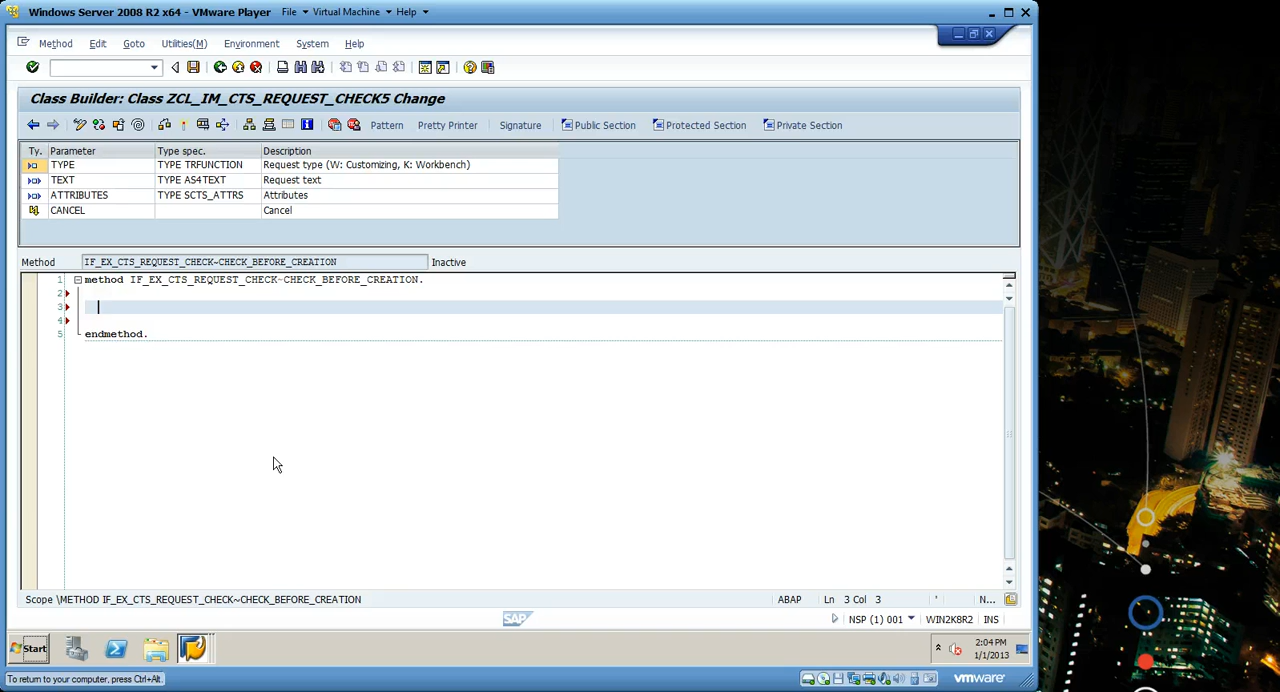 Windows Server 2008 R2 x64 - VMware Player File Virtual Machine Help
Method Edit Goto Utilities(M) Environment System Help
Class Builder: Class ZCL_IM_CTS_REQUEST_CHECK5 Change
Pattern Pretty Printer Signature Public Section Protected Section Private Section
Ty. Parameter Type spec. Description
TYPE TYPE TRFUNCTION Request type (W: Customizing, K: Workbench)
TEXT TYPE AS4TEXT Request text
ATTRIBUTES TYPE SCTS_ATTRS Attributes
CANCEL Cancel
Method IF_EX_CTS_REQUEST_CHECK~CHECK_BEFORE_CREATION Inactive
1 method IF_EX_CTS_REQUEST_CHECK~CHECK_BEFORE_CREATION.
2
3
4
5 endmethod.
Scope \METHOD IF_EX_CTS_REQUEST_CHECK~CHECK_BEFORE_CREATION ABAP Ln 3 Col 3 ' N...
SAP NSP (1) 001 WIN2K8R2 INS
Start 2:04 PM
1/1/2013
To return to your computer, press Ctrl+Alt. vmware